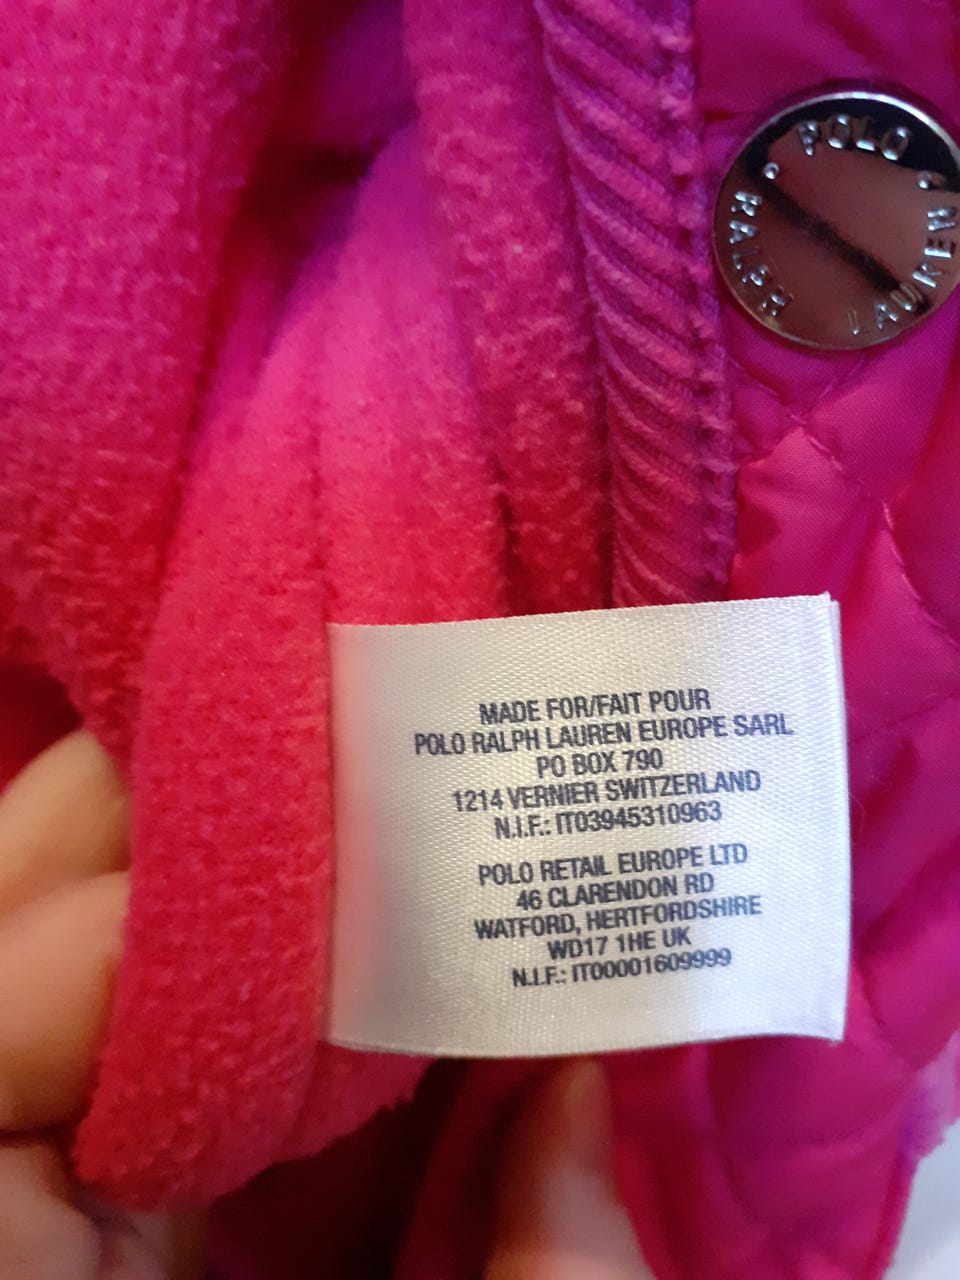 POLO
RALPH
LAUREN
MADE FOR/FAIT POUR
POLO RALPH LAUREN EUROPE SARL
PO BOX 790
1214 VERNIER SWITZERLAND
N.I.F.: IT03945310963
POLO RETAIL EUROPE LTD
46 CLARENDON RD
WATFORD, HERTFORDSHIRE
WD17 1HE UK
N.I.F.: IT00001609999